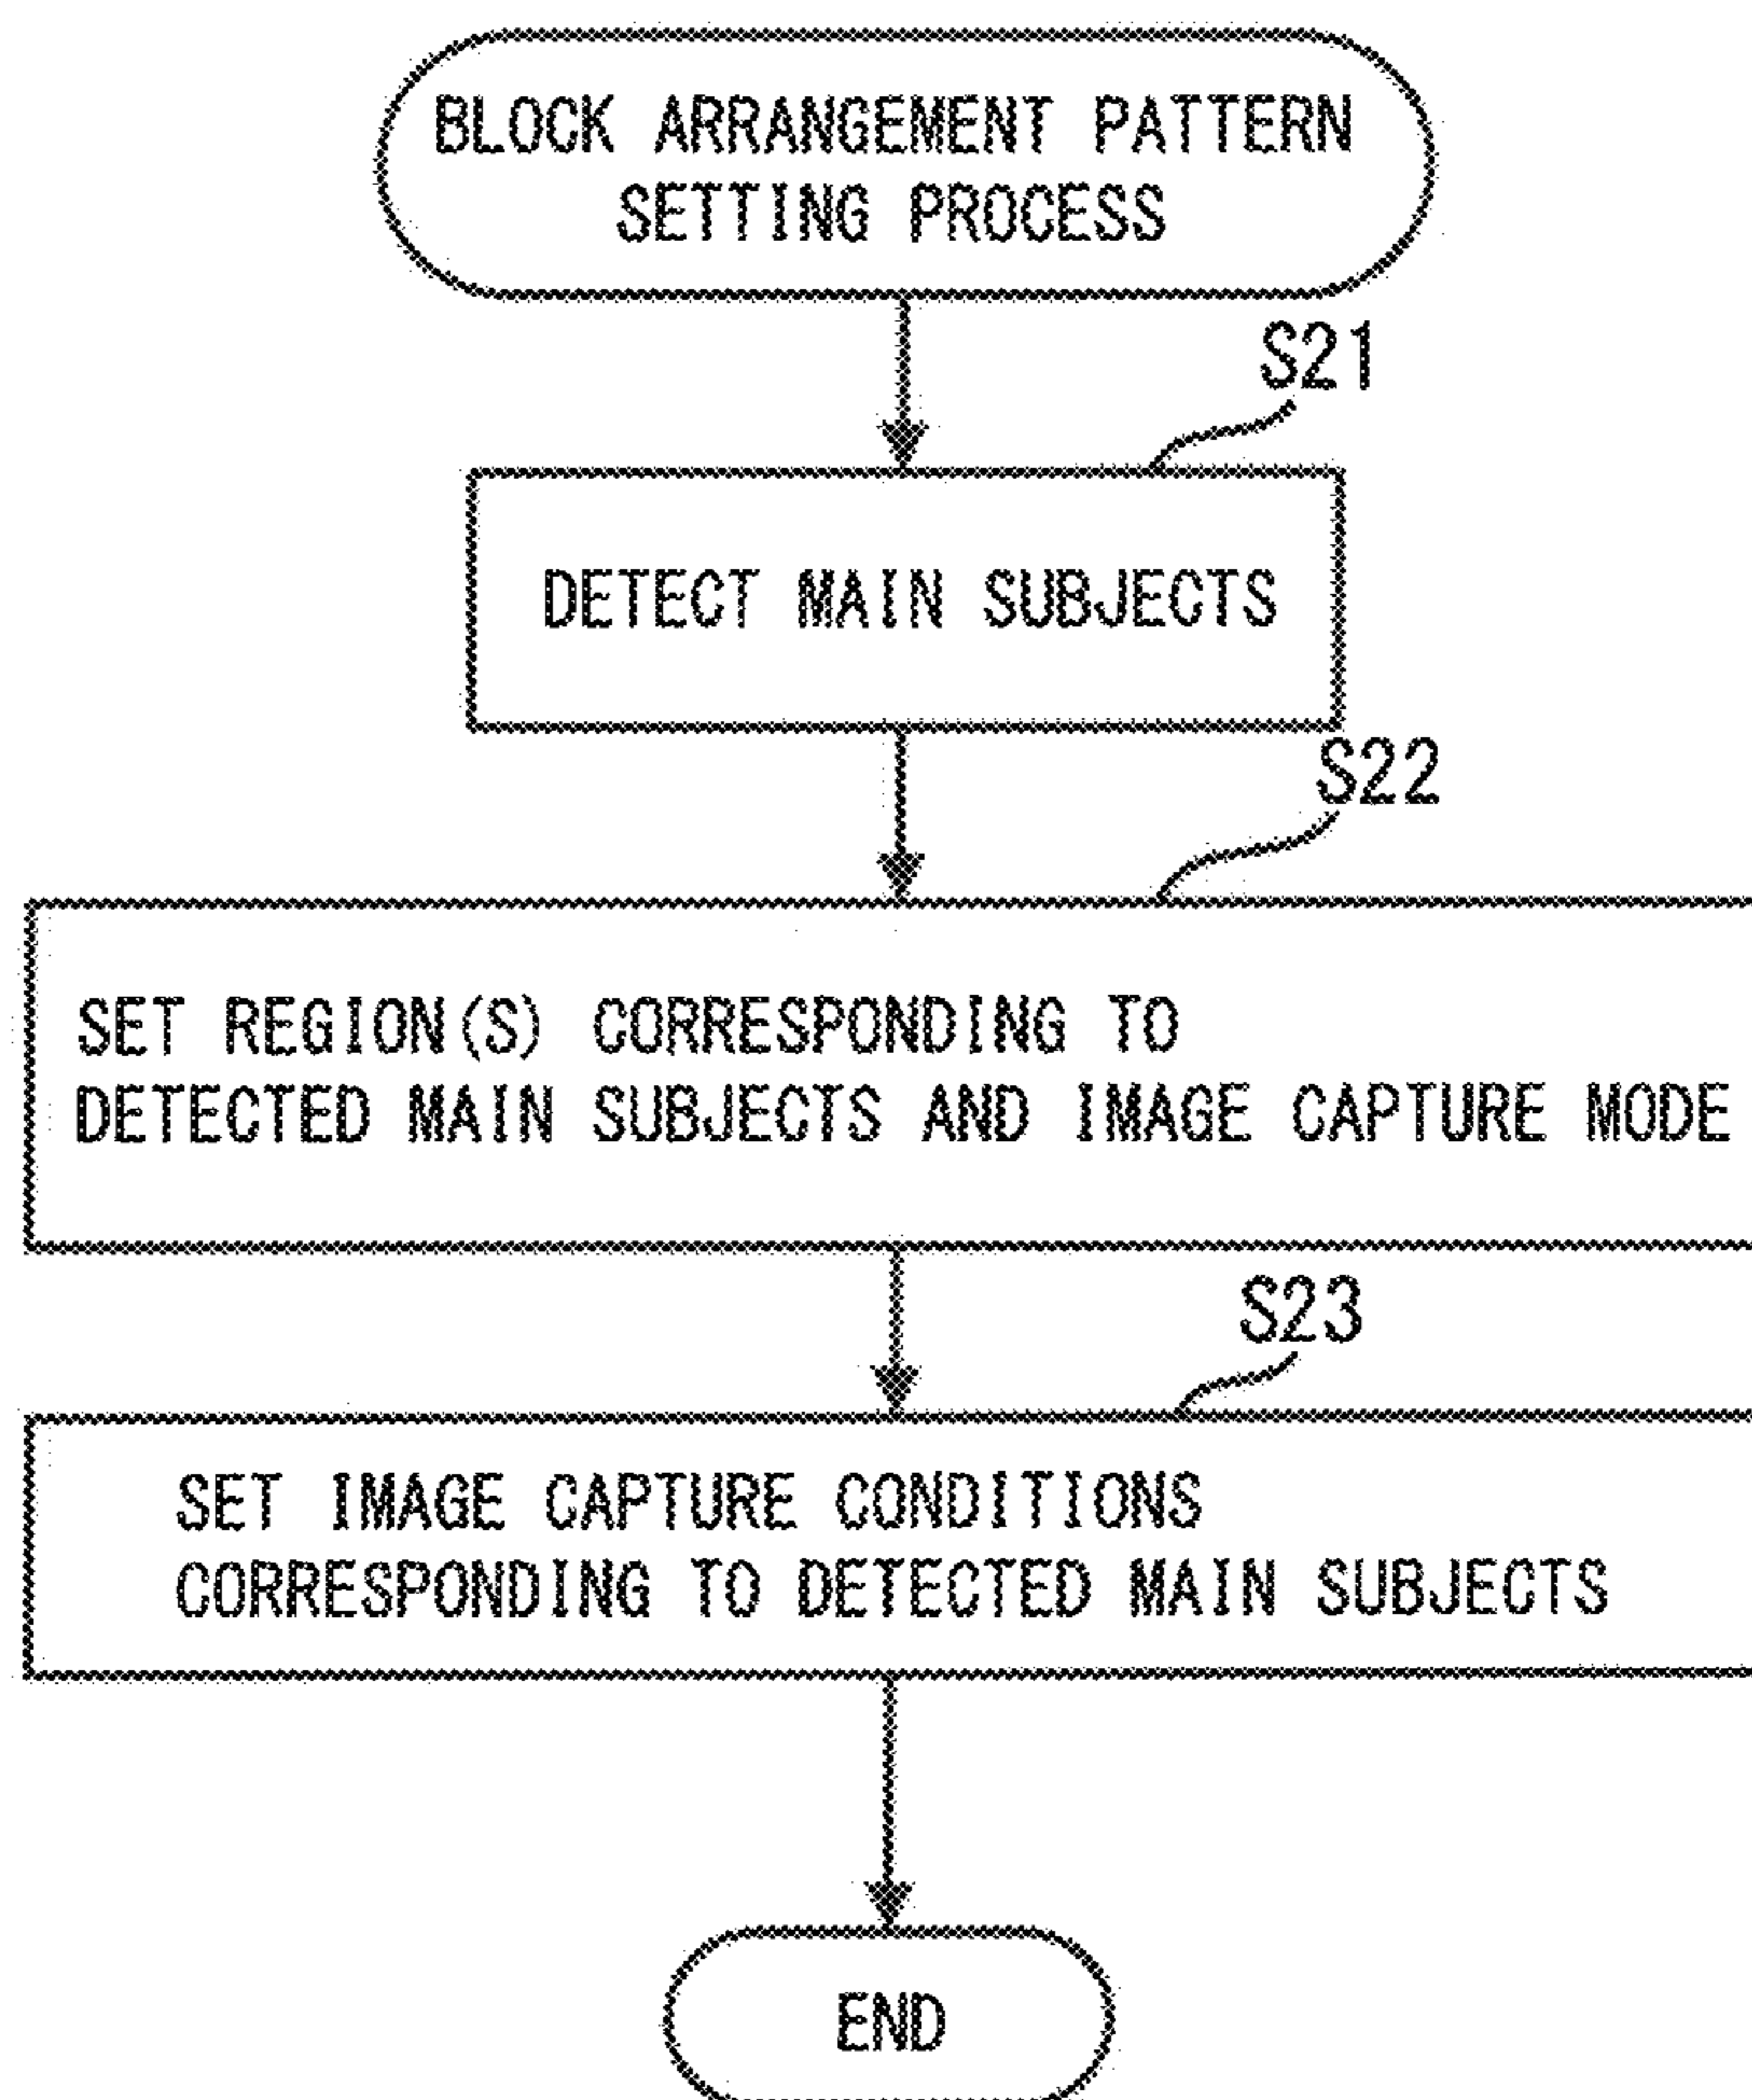 BLOCK ARRANGEMENT PATTERN
SETTING PROCESS
S21
DETECT MAIN SUBJECTS
S22
SET REGION(S) CORRESPONDING TO
DETECTED MAIN SUBJECTS AND IMAGE CAPTURE MODE
S23
SET IMAGE CAPTURE CONDITIONS
CORRESPONDING TO DETECTED MAIN SUBJECTS
END